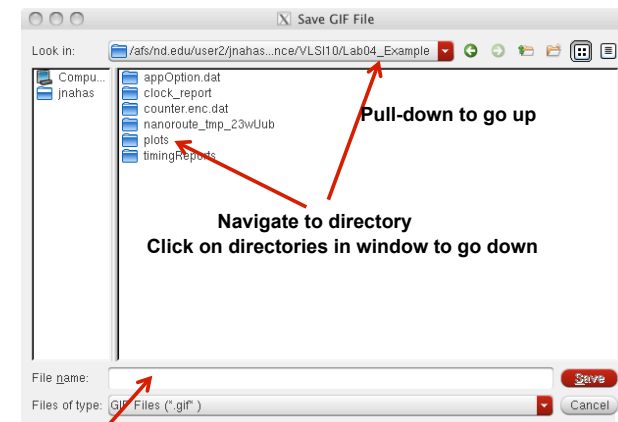 X Save GIF File
Look in: /afs/nd.edu/user2/jnahas...nce/VLSI10/Lab04_Example
Compu...
jnahas
appOption.dat
clock_report
counter.enc.dat
nanoroute_tmp_23wUub
plots
timingReports
Pull-down to go up
Navigate to directory
Click on directories in window to go down
File name:
Save
Files of type: GIF Files (*.gif* )
Cancel